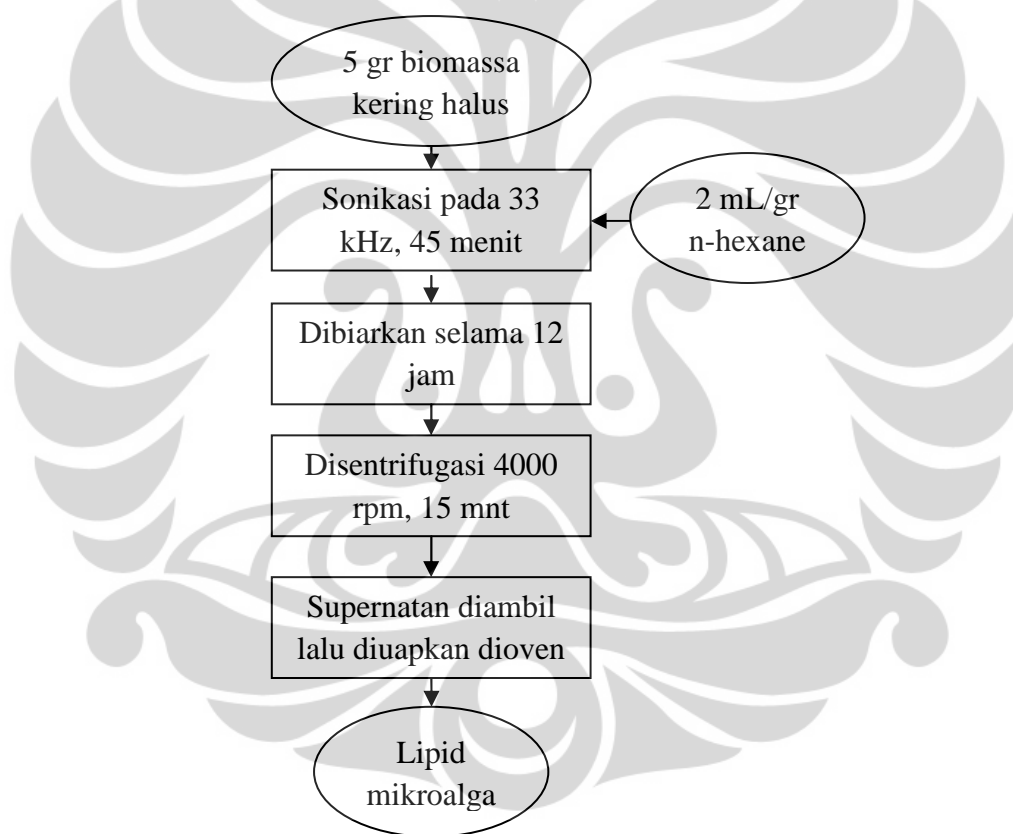 5 gr biomassa
kering halus
Sonikasi pada 33
kHz, 45 menit
2 mL/gr
n-hexane
Dibiarkan selama 12
jam
Disentrifugasi 4000
rpm, 15 mnt
Supernatan diambil
lalu diuapkan dioven
Lipid
mikroalga